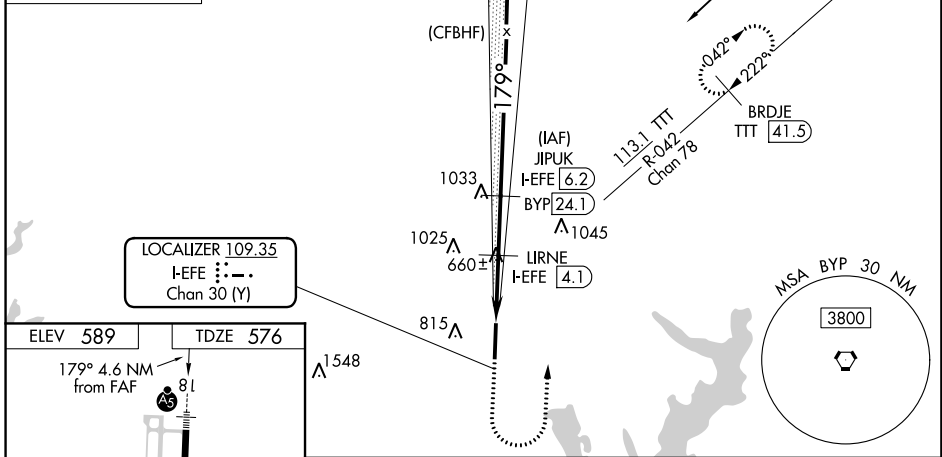 (CFBHF)
x
179°
042°
222°
BRDJE
TTT 41.5
113.1 TTT
R-042
Chan 78
(IAF)
JIPUK
I-EFE 6.2
BYP 24.1
1033
1045
1025
660±
LIRNE
I-EFE 4.1
LOCALIZER 109.35
I-EFE
Chan 30 (Y)
MSA BYP 30 NM
3800
815
ELEV 589
TDZE 576
1548
179° 4.6 NM
from FAF
18
A5